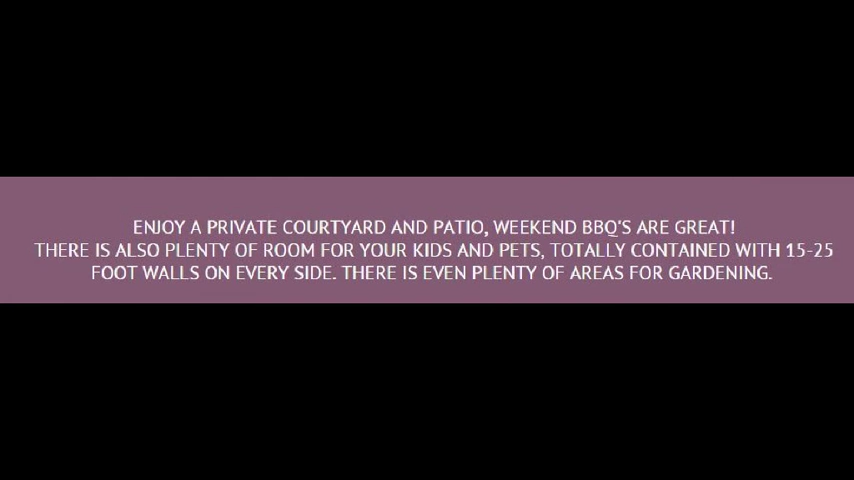 ENJOY A PRIVATE COURTYARD AND PATIO, WEEKEND BBQ'S ARE GREAT!
THERE IS ALSO PLENTY OF ROOM FOR YOUR KIDS AND PETS, TOTALLY CONTAINED WITH 15-25
FOOT WALLS ON EVERY SIDE. THERE IS EVEN PLENTY OF AREAS FOR GARDENING.